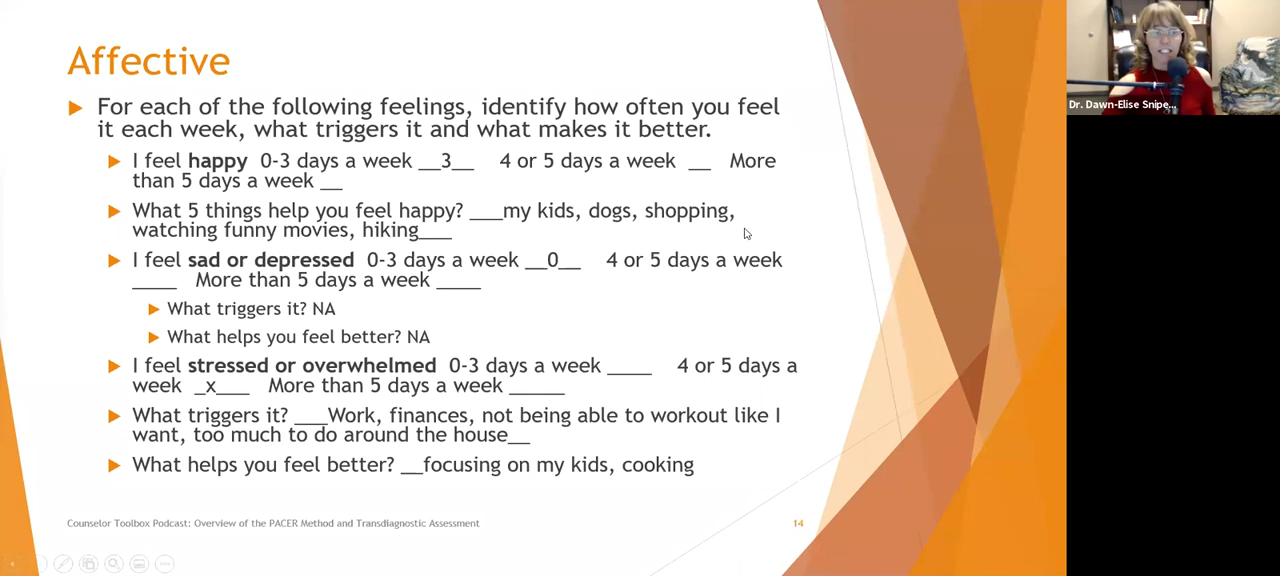 Affective
For each of the following feelings, identify how often you feel
it each week, what triggers it and what makes it better.
I feel happy 0-3 days a week __3__ 4 or 5 days a week __ More
than 5 days a week __
What 5 things help you feel happy? ___my kids, dogs, shopping,
watching funny movies, hiking___
I feel sad or depressed 0-3 days a week __0__ 4 or 5 days a week
____ More than 5 days a week ____
What triggers it? NA
What helps you feel better? NA
I feel stressed or overwhelmed 0-3 days a week ____ 4 or 5 days a
week _x___ More than 5 days a week _____
What triggers it? ___Work, finances, not being able to workout like I
want, too much to do around the house__
What helps you feel better? __focusing on my kids, cooking
Counselor Toolbox Podcast: Overview of the PACER Method and Transdiagnostic Assessment
14
Dr. Dawn-Elise Snipe...